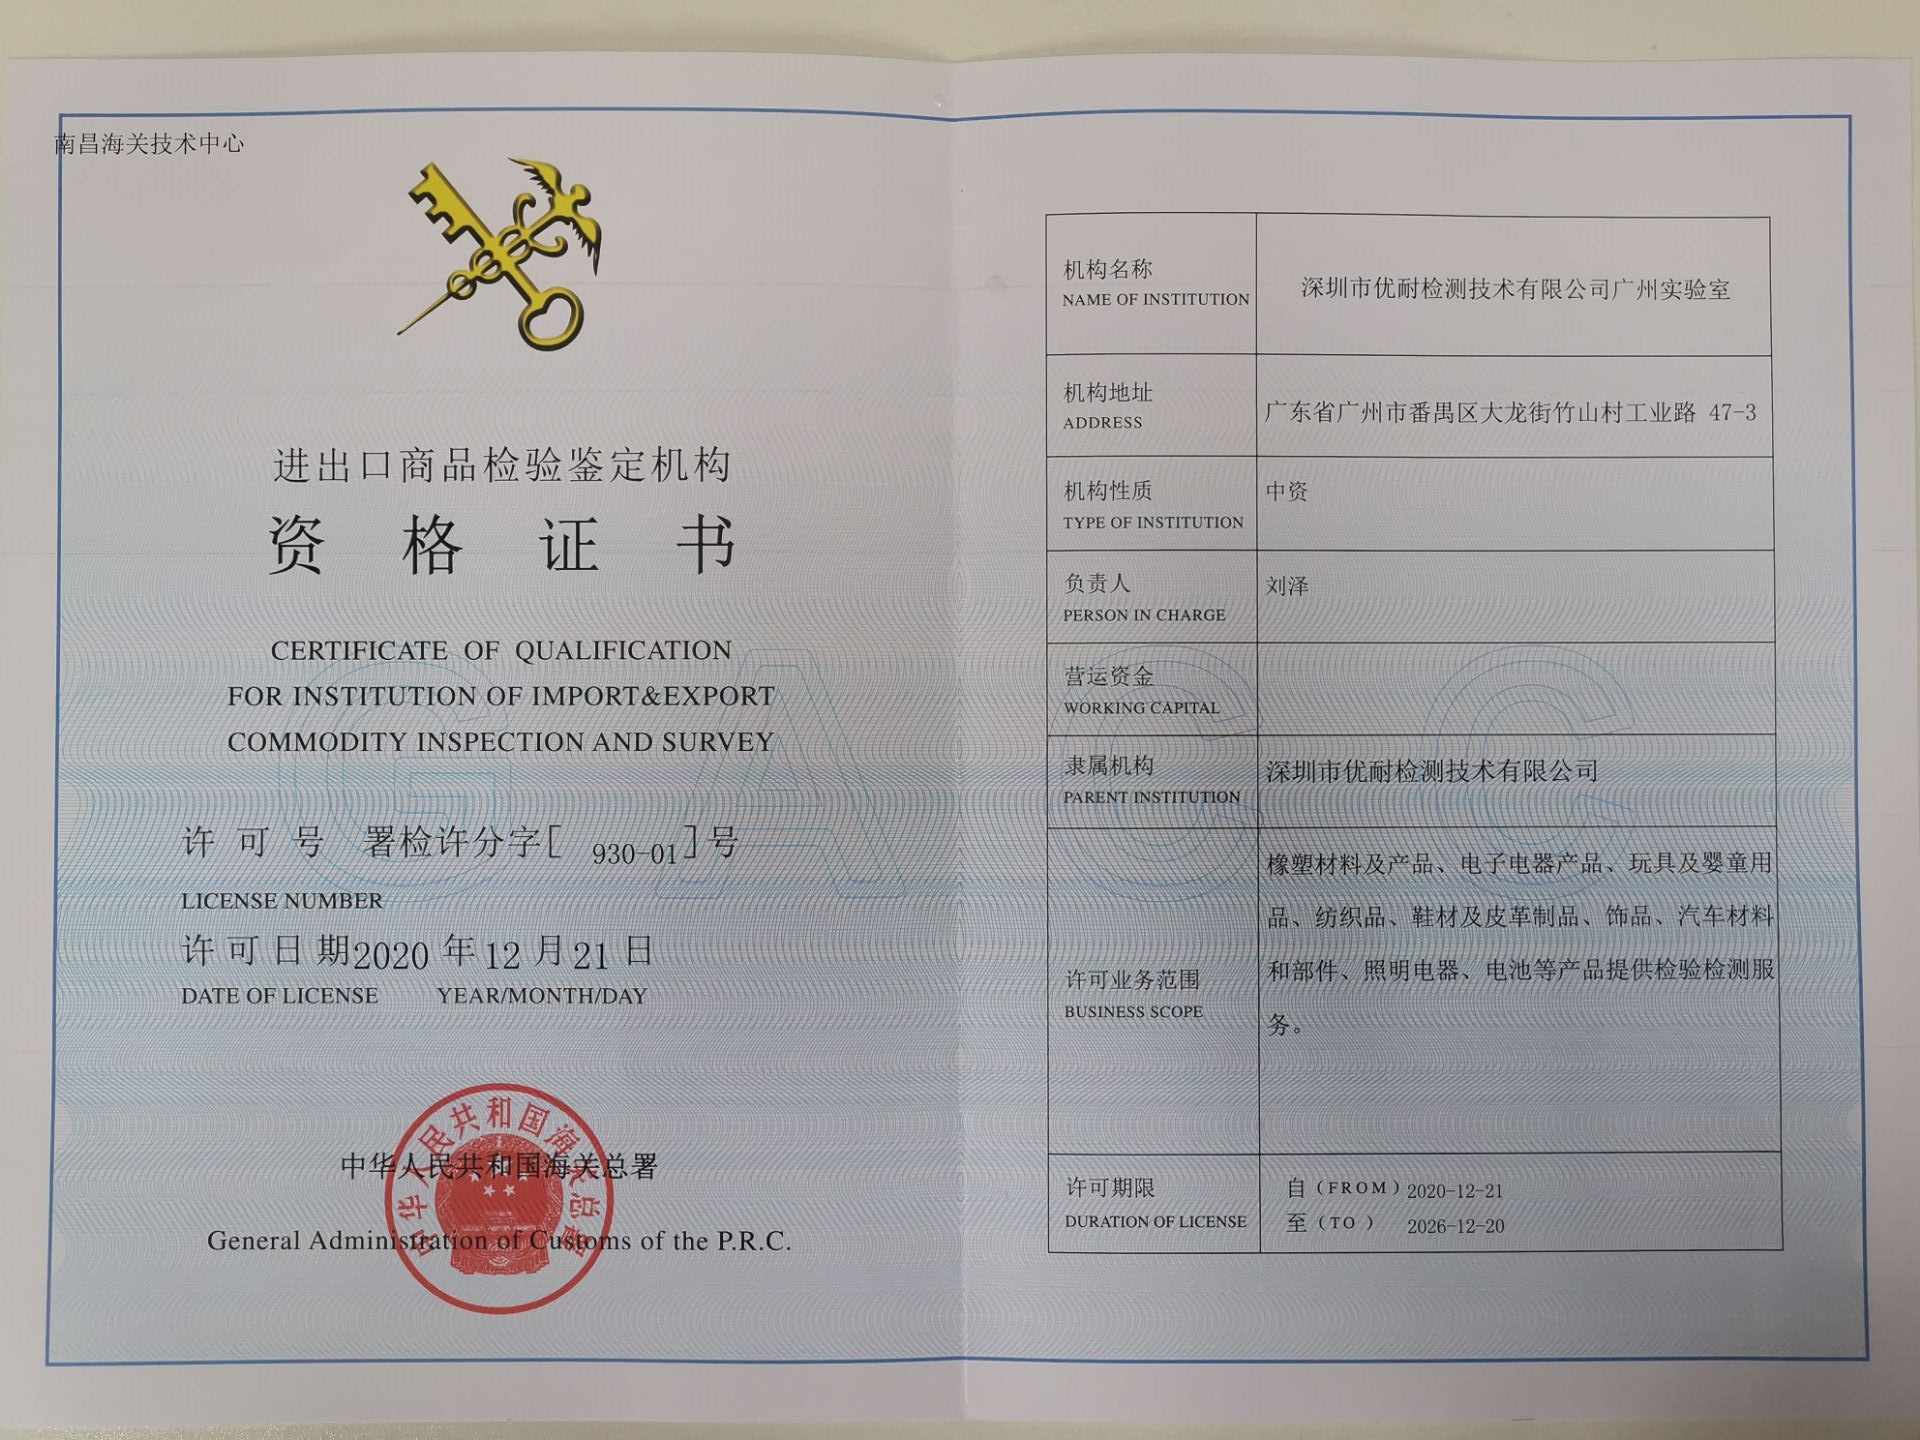 南昌海关技术中心
进出口商品检验鉴定机构
资格证书
CERTIFICATE OF QUALIFICATION
FOR INSTITUTION OF IMPORT&EXPORT
COMMODITY INSPECTION AND SURVEY
许可号 署检许分字[ 930-01]号
LICENSE NUMBER
许可日期2020年12月21日
DATE OF LICENSE YEAR/MONTH/DAY
中华人民共和国海关总署
中华人民共和国海关总署
General Administration of Customs of the P.R.C.
GACC
机构名称
NAME OF INSTITUTION
深圳市优耐检测技术有限公司广州实验室
机构地址
ADDRESS
广东省广州市番禺区大龙街竹山村工业路 47-3
机构性质
TYPE OF INSTITUTION
中资
负责人
PERSON IN CHARGE
刘泽
营运资金
WORKING CAPITAL
隶属机构
PARENT INSTITUTION
深圳市优耐检测技术有限公司
许可业务范围
BUSINESS SCOPE
橡塑材料及产品、电子电器产品、玩具及婴童用
品、纺织品、鞋材及皮革制品、饰品、汽车材料
和部件、照明电器、电池等产品提供检验检测服
务。
许可期限
DURATION OF LICENSE
自(FROM) 2020-12-21
至(TO ) 2026-12-20